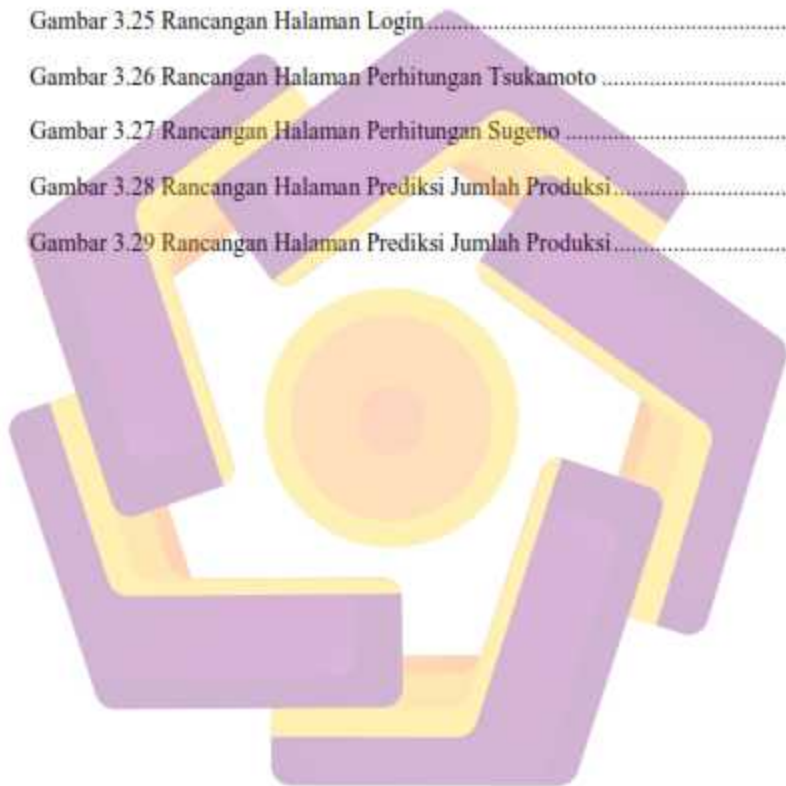 Gambar 3.25 Rancangan Halaman Login............................................................
Gambar 3.26 Rancangan Halaman Perhitungan Tsukamoto ................................
Gambar 3.27 Rancangan Halaman Perhitungan Sugeno ......................................
Gambar 3.28 Rancangan Halaman Prediksi Jumlah Produksi..............................
Gambar 3.29 Rancangan Halaman Prediksi Jumlah Produksi..............................